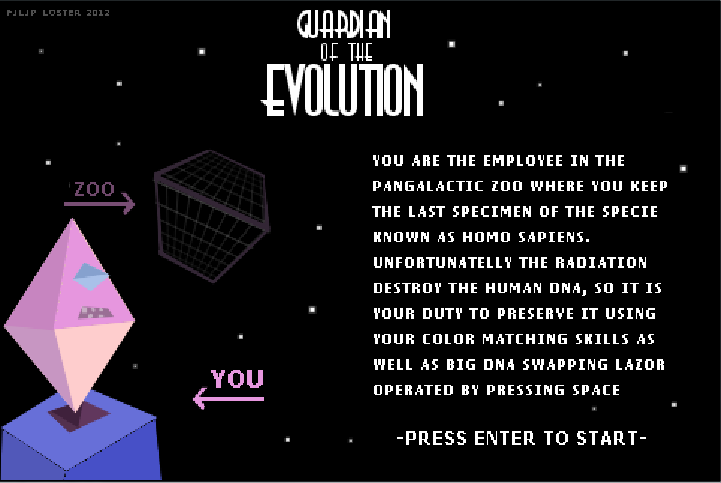 FILIP LOSTER 2012
GUARDIAN
OF THE
EVOLUTION
ZOO
YOU
YOU ARE THE EMPLOYEE IN THE
PANGALACTIC ZOO WHERE YOU KEEP
THE LAST SPECIMEN OF THE SPECIE
KNOWN AS HOMO SAPIENS.
UNFORTUNATELLY THE RADIATION
DESTROY THE HUMAN DNA, SO IT IS
YOUR DUTY TO PRESERVE IT USING
YOUR COLOR MATCHING SKILLS AS
WELL AS BIG DNA SWAPPING LAZOR
OPERATED BY PRESSING SPACE
-PRESS ENTER TO START-